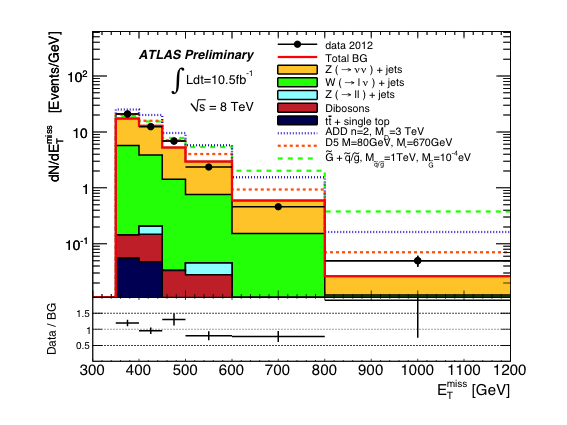 dN/dE_T^miss [Events/GeV]
10²
10
1
10⁻¹
ATLAS Preliminary
∫ Ldt=10.5fb⁻¹
√s = 8 TeV
data 2012
Total BG
Z (→νν) + jets
W (→lν) + jets
Z (→ll) + jets
Dibosons
tt̄ + single top
ADD n=2, M_D=3 TeV
D5 M=80GeV, M*=670GeV
G̃ + q̃/g̃, M_q̃/g̃=1TeV, M_G̃=10⁻⁴eV
Data / BG
1.5
1
0.5
300 400 500 600 700 800 900 1000 1100 1200
E_T^miss [GeV]